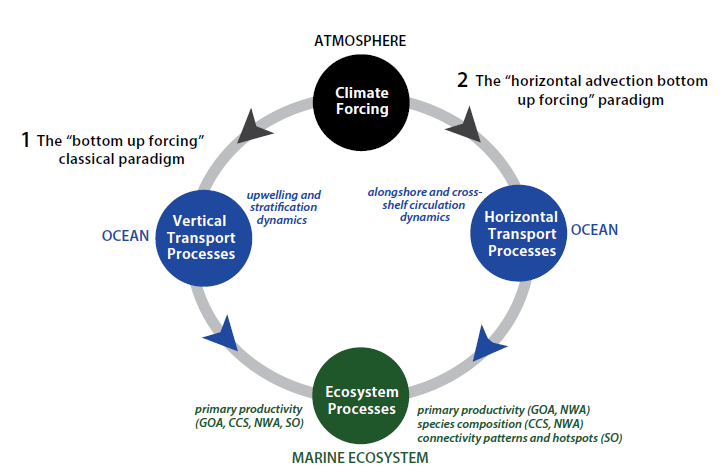 ATMOSPHERE
Climate
Forcing
2 The “horizontal advection bottom
up forcing” paradigm
1 The “bottom up forcing”
classical paradigm
upwelling and
stratification
dynamics
alongshore and cross-
shelf circulation
dynamics
OCEAN
Vertical
Transport
Processes
Horizontal
Transport
Processes
OCEAN
Ecosystem
Processes
primary productivity
(GOA, CCS, NWA, SO)
primary productivity (GOA, NWA)
species composition (CCS, NWA)
connectivity patterns and hotspots (SO)
MARINE ECOSYSTEM